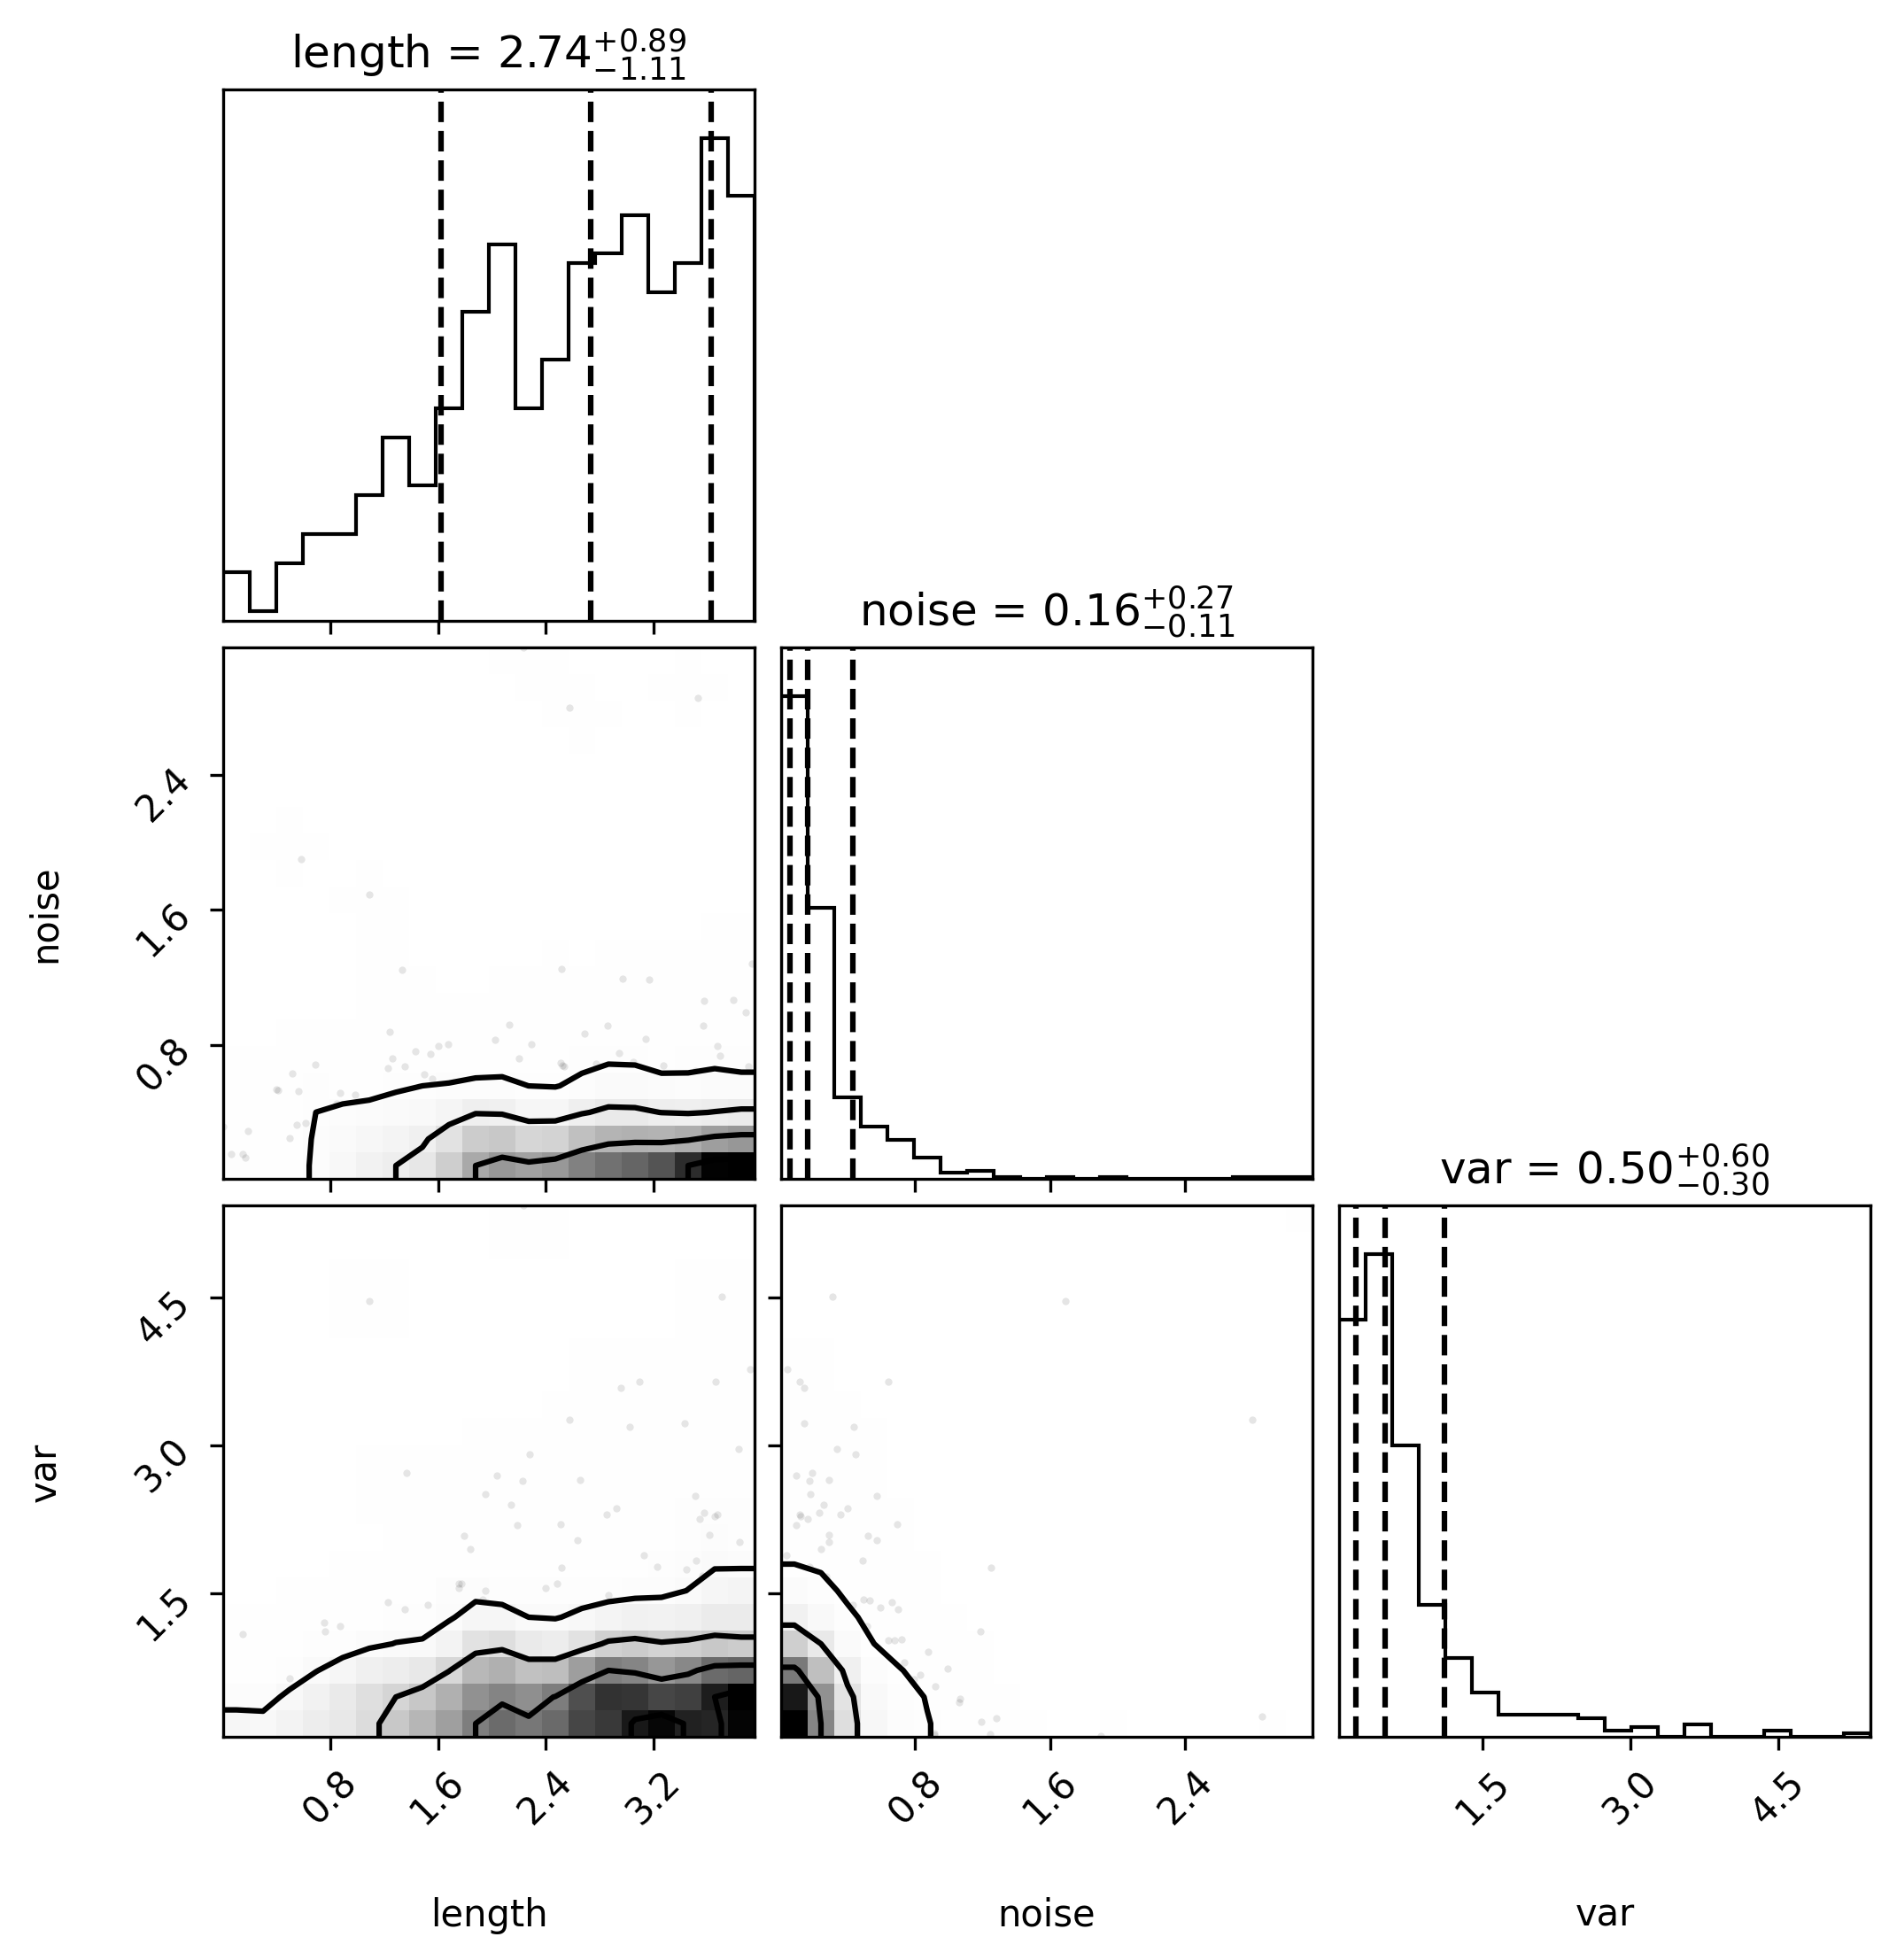 length = 2.74 +0.89 −1.11
noise = 0.16 +0.27 −0.11
noise
2.4
1.6
0.8
var = 0.50 +0.60 −0.30
var
4.5
3.0
1.5
0.8 1.6 2.4 3.2 0.8 1.6 2.4 1.5 3.0 4.5
length noise var